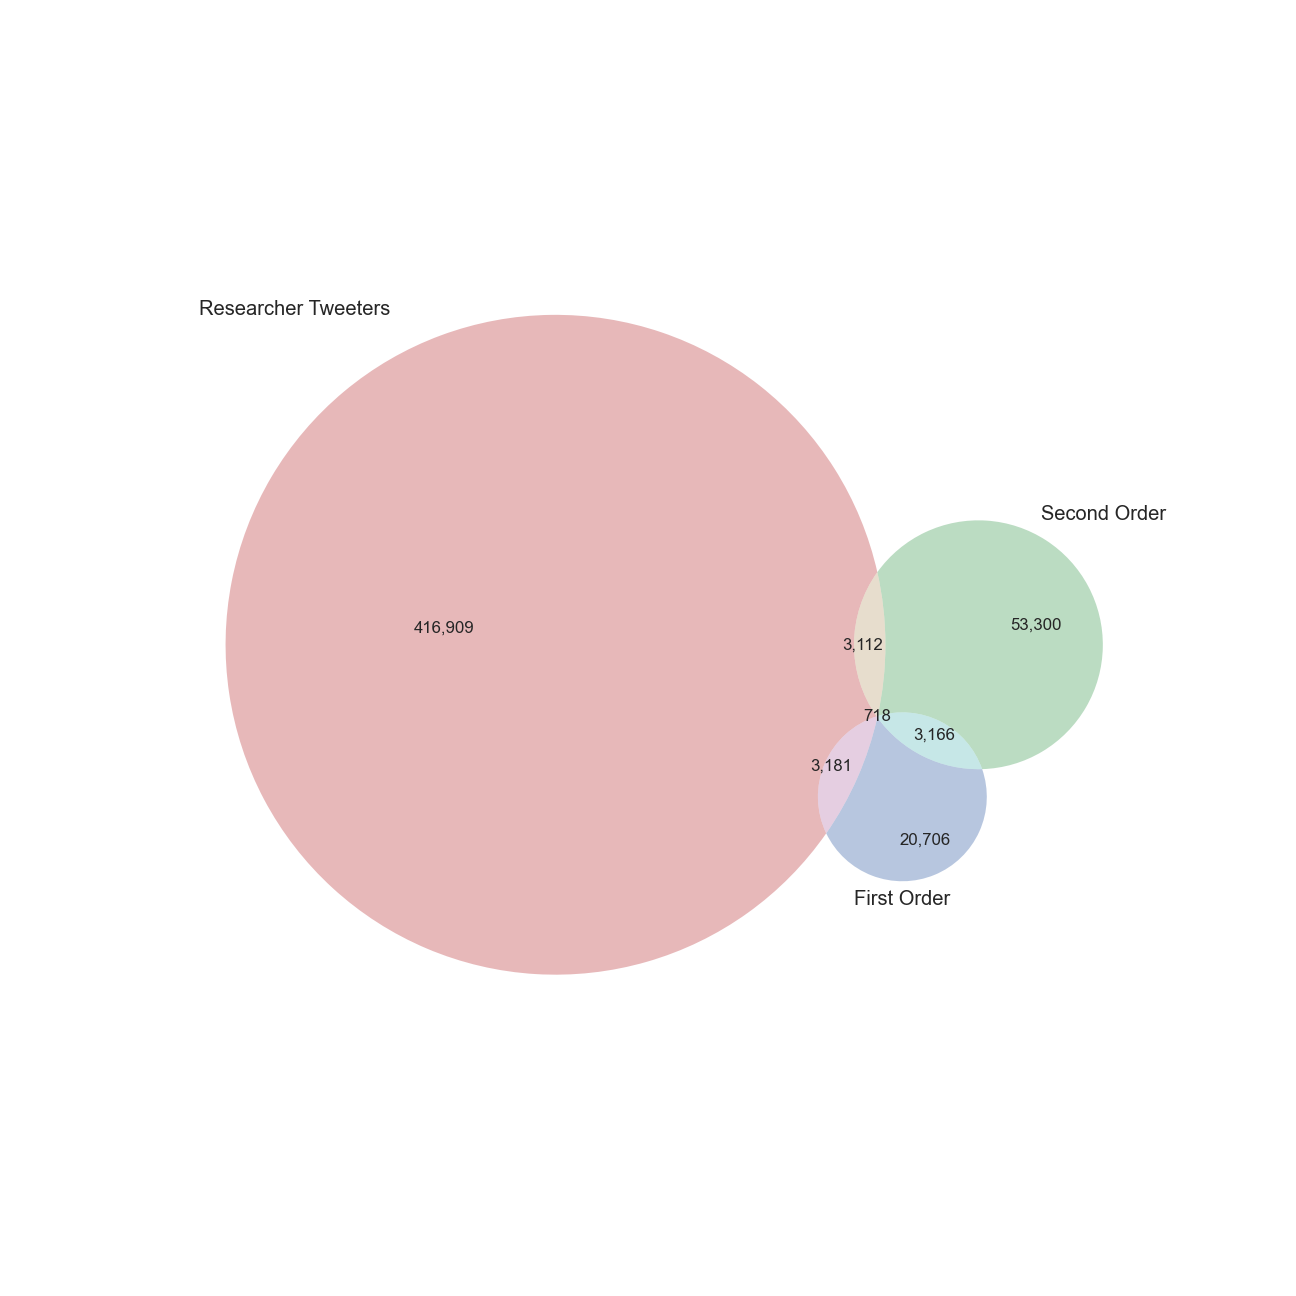 Researcher Tweeters
Second Order
53,300
416,909
3,112
718
3,166
3,181
20,706
First Order